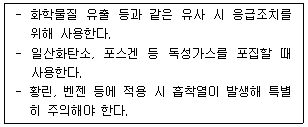 - 화학물질 유출 등과 같은 유사 시 응급조치를
위해 사용한다.
- 일산화탄소, 포스겐 등 독성가스를 포집할 때
사용한다.
- 황린, 벤젠 등에 적용 시 흡착열이 발생해 특별
히 주의해야 한다.